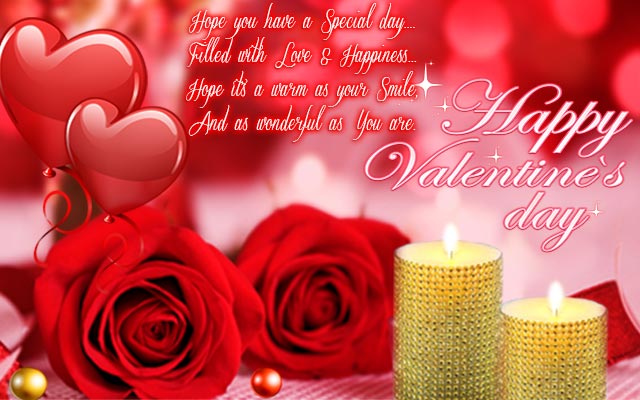 Hope you have a Special day....
Filled with Love & Happiness...
Hope its a warm as your Smile,
And as wonderful as You are.
Happy
Valentine`s
day